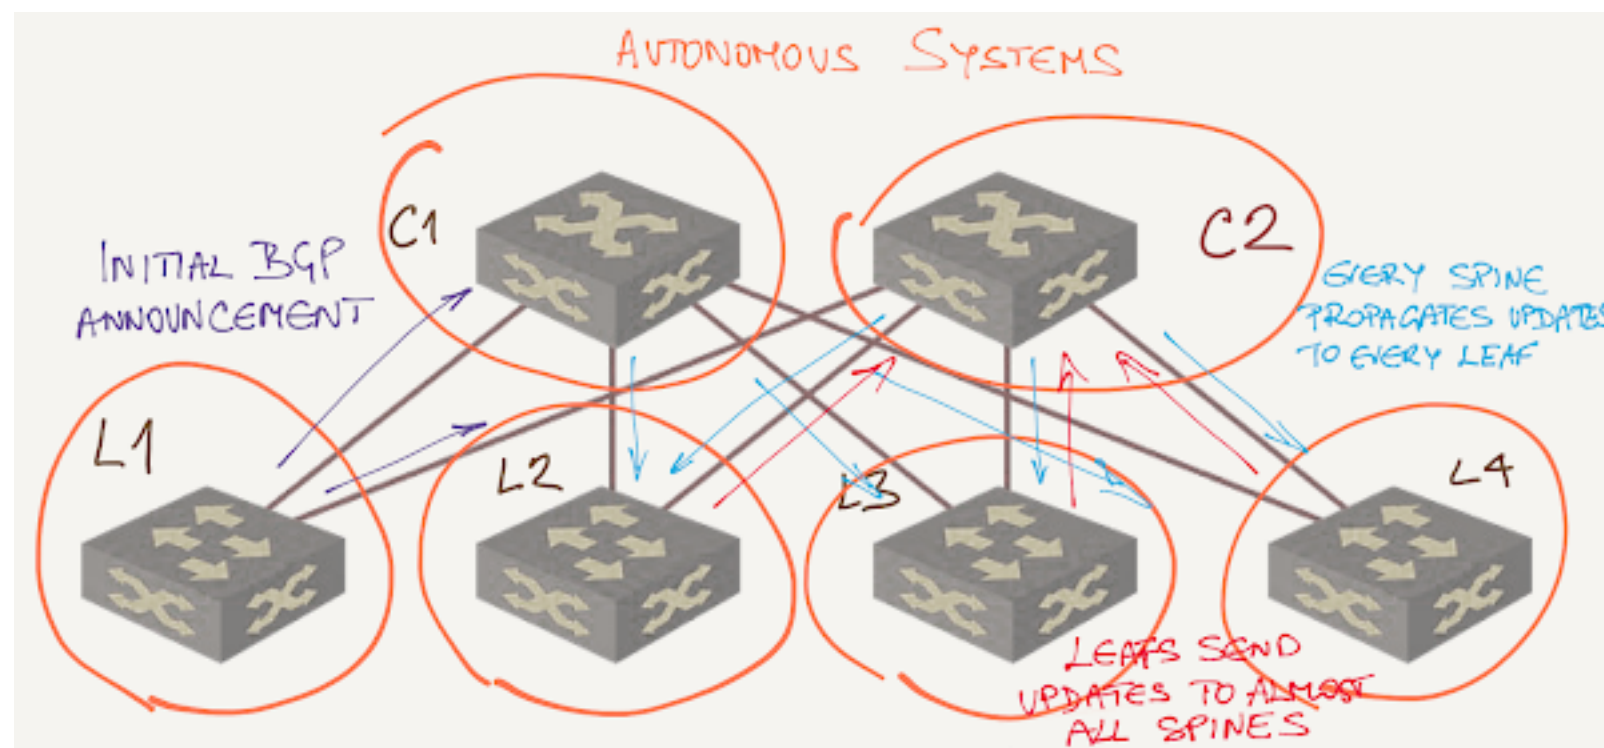 AUTONOMOUS SYSTEMS
C1
C2
INITIAL BGP
ANNOUNCEMENT
EVERY SPINE
PROPAGATES UPDATES
TO EVERY LEAF
L1
L2
L3
L4
LEAFS SEND
UPDATES TO ALMOST
ALL SPINES